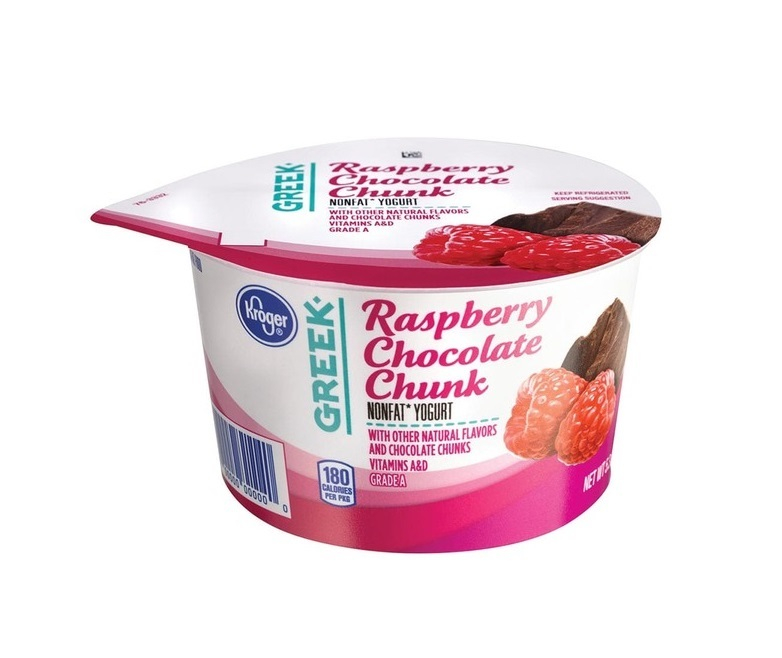 GREEK
Raspberry
Chocolate
Chunk
NONFAT* YOGURT
WITH OTHER NATURAL FLAVORS
AND CHOCOLATE CHUNKS
VITAMINS A&D
GRADE A
KEEP REFRIGERATED
SERVING SUGGESTION
Kroger®
GREEK
Raspberry
Chocolate
Chunk
NONFAT* YOGURT
WITH OTHER NATURAL FLAVORS
AND CHOCOLATE CHUNKS
VITAMINS A&D
GRADE A
180
CALORIES
PER PKG
00000 0
NET WT